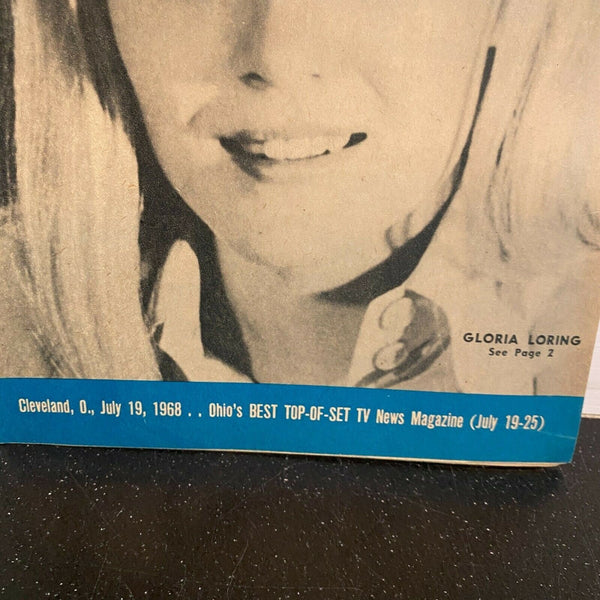 GLORIA LORING
See Page 2
Cleveland, O., July 19, 1968 . . Ohio's BEST TOP-OF-SET TV News Magazine (July 19-25)